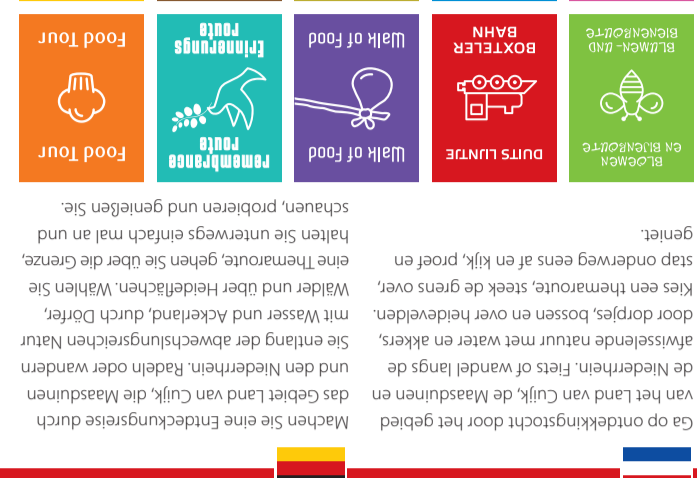 Ga op ontdekkingstocht door het gebied
van het Land van Cuijk, de Maasduinen en
de Niederrhein. Fiets of wandel langs de
afwisselende natuur met water en akkers,
door dorpjes, bossen en over heidevelden.
Kies een themaroute, steek de grens over,
stap onderweg eens af en kijk, proef en
geniet.
Machen Sie eine Entdeckungsreise durch
das Gebiet Land van Cuijk, die Maasduinen
und den Niederrhein. Radeln oder wandern
Sie entlang der abwechslungsreichen Natur
mit Wasser und Ackerland, durch Dörfer,
Wälder und über Heideflächen. Wählen Sie
eine Themaroute, gehen Sie über die Grenze,
halten Sie unterwegs einfach mal an und
schauen, probieren und genießen Sie.
BLOEMEN
EN BIJENROUTE
BLUMEN- UND
BIENENROUTE
DUITS LIJNTJE
BOXTELER
BAHN
Walk of Food
Walk of Food
remembrance
route
Erinnerungs
route
Food Tour
Food Tour